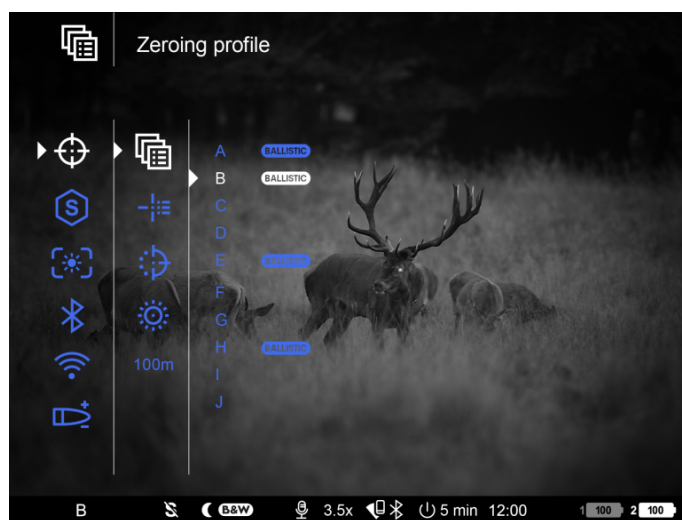 Zeroing profile
A BALLISTIC
B BALLISTIC
S C
D
E BALLISTIC
F
G
H BALLISTIC
100m
I
J
B S B&W 3.5x 5 min 12:00 1 100 2 100